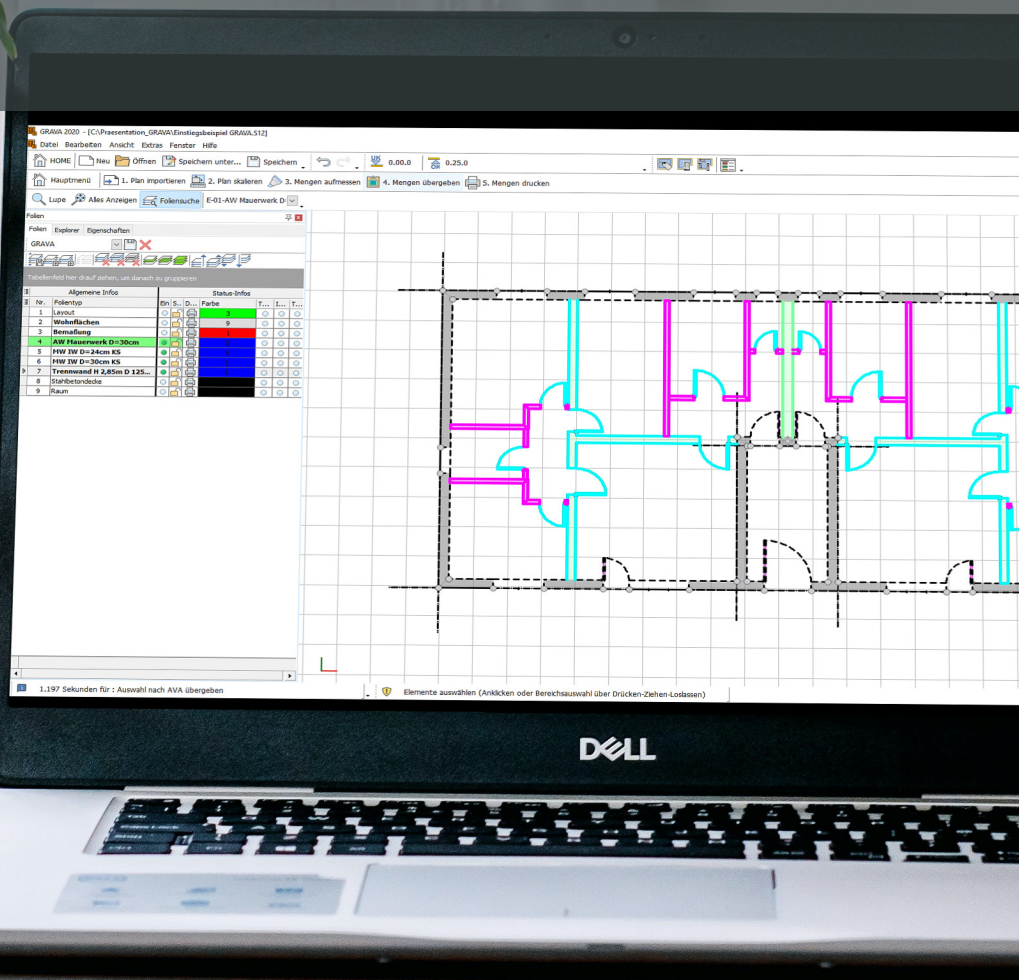 GRAVA 2020 - [C:\Praesentation_GRAVA\Einstiegsbeispiel GRAVA.S12]
Datei Bearbeiten Ansicht Extras Fenster Hilfe
HOME Neu Öffnen Speichern unter... Speichern UK 0.00.0 0.25.0
Hauptmenü 1. Plan importieren 2. Plan skalieren 3. Mengen aufmessen 4. Mengen übergeben 5. Mengen drucken
Lupe Alles Anzeigen Foliensuche E-01-AW Mauerwerk D-
Folien
Folien Explorer Eigenschaften
GRAVA
Tabellenfeld hier drauf ziehen, um danach zu gruppieren
Allgemeine Infos Status-Infos
Nr. Folientyp Ein S... D... Farbe T... I... T...
1 Layout 3
2 Wohnflächen 9
3 Bemaßung 1
4 AW Mauerwerk D=30cm
5 MW IW D=24cm KS
6 MW IW D=30cm KS
7 Trennwand H 2,85m D 125...
8 Stahlbetondecke
9 Raum
1.197 Sekunden für : Auswahl nach AVA übergeben
Elemente auswählen (Anklicken oder Bereichsauswahl über Drücken-Ziehen-Loslassen)
DELL